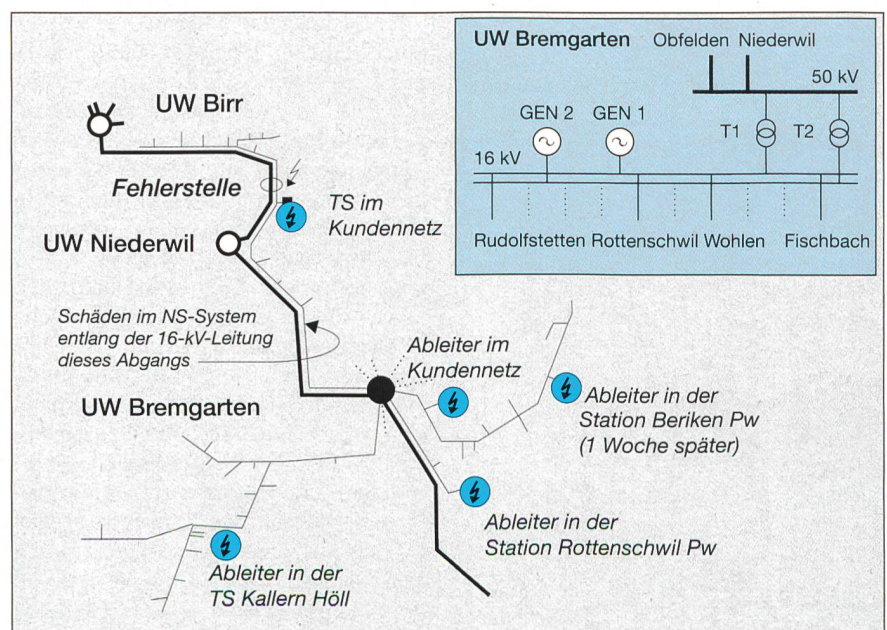 UW Bremgarten
Obfelden Niederwil
50 kV
GEN 2
GEN 1
T1
T2
16 kV
Rudolfstetten Rottenschwil Wohlen Fischbach
UW Birr
Fehlerstelle
TS im
Kundennetz
UW Niederwil
Schäden im NS-System
entlang der 16-kV-Leitung
dieses Abgangs
Ableiter im
Kundennetz
UW Bremgarten
Ableiter in der
Station Beriken Pw
(1 Woche später)
Ableiter in der
Station Rottenschwil Pw
Ableiter in der
TS Kallern Höll